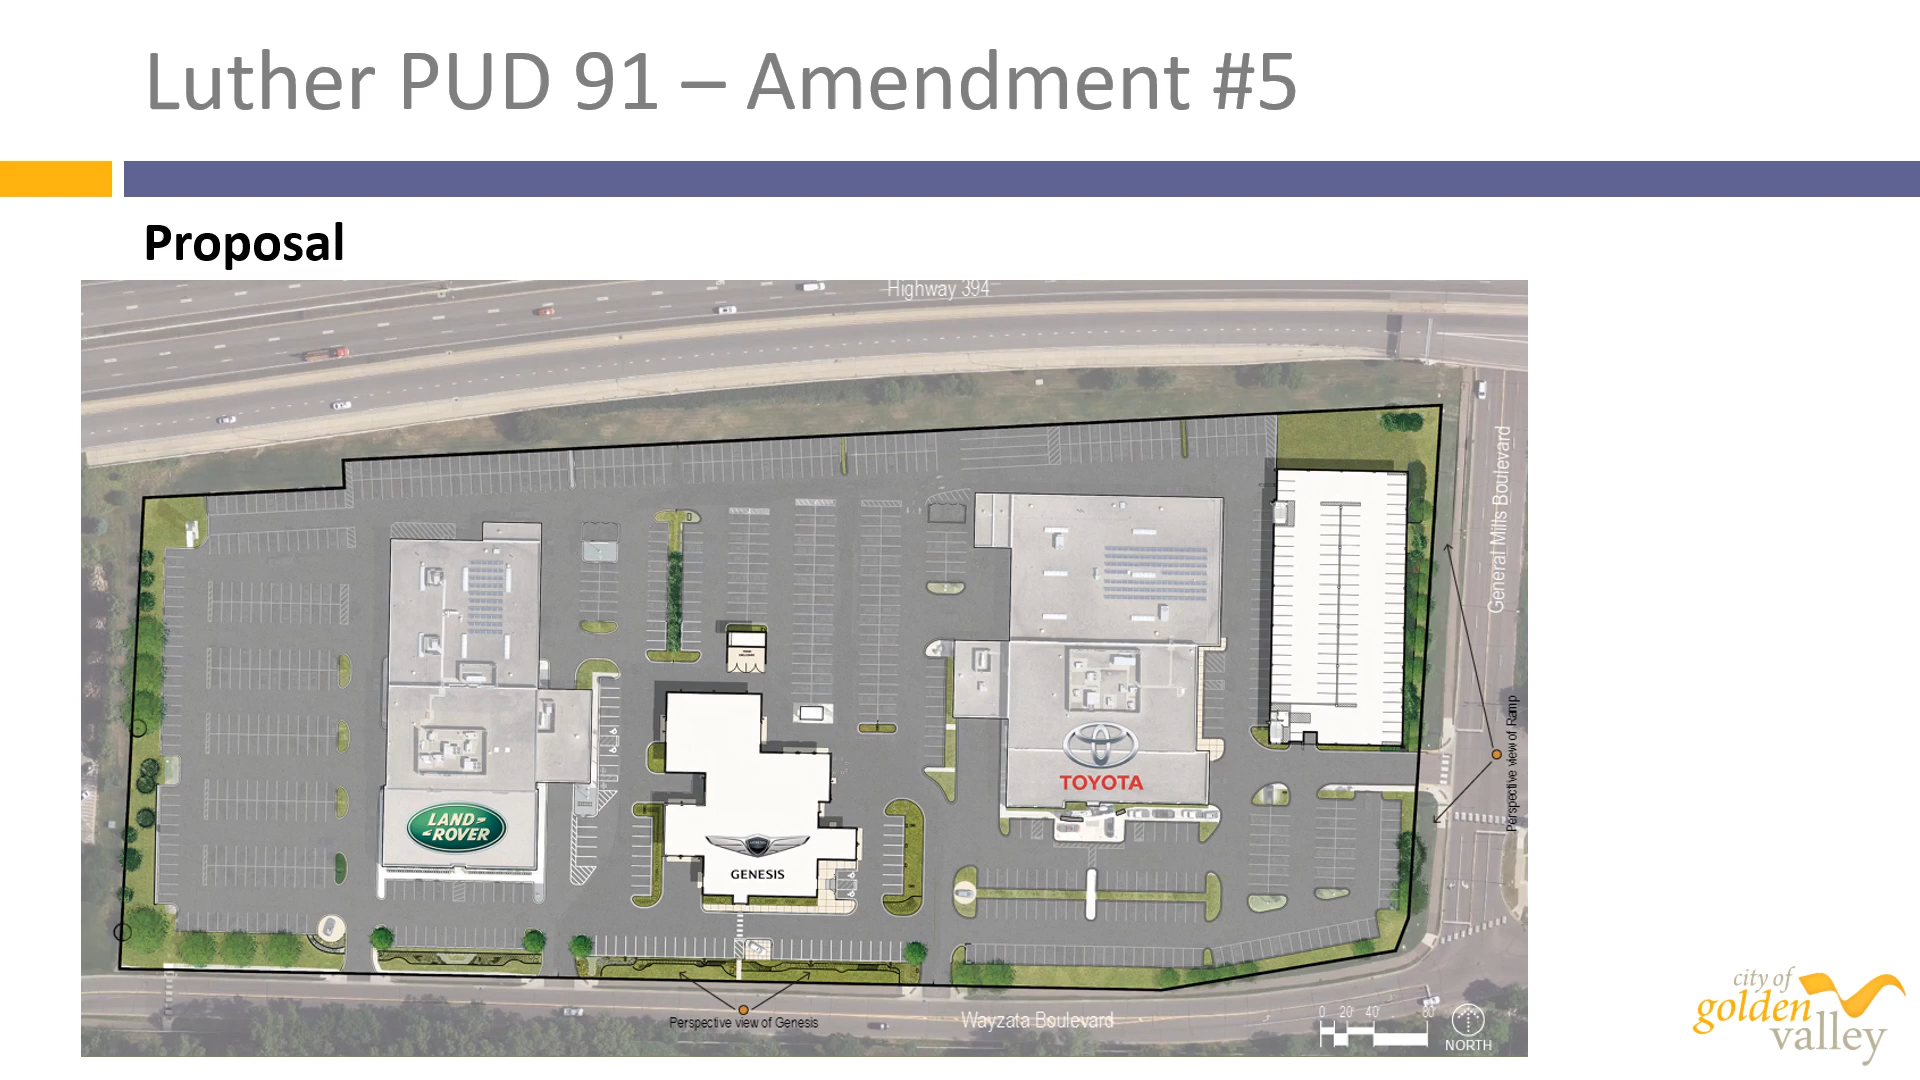 Luther PUD 91 – Amendment #5
Proposal
Highway 394
General Mills Boulevard
Perspective view of Ramp
LAND-
-ROVER
TOYOTA
GENESIS
Perspective view of Genesis
Wayzata Boulevard
0 20 40 80
NORTH
city of
golden
valley